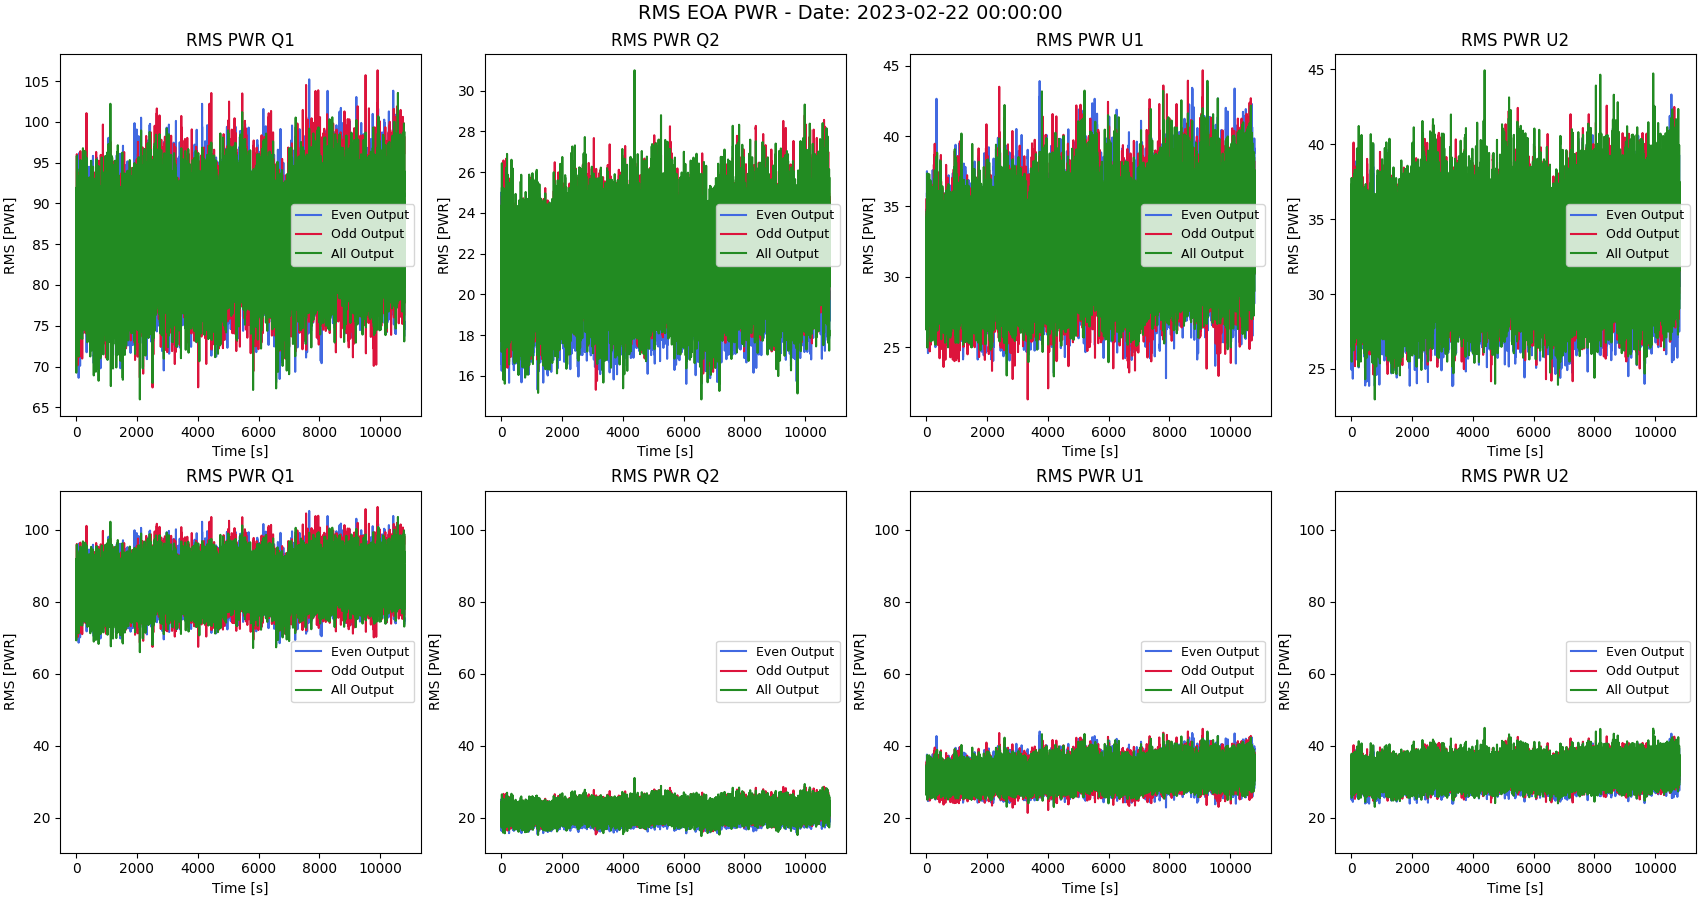 RMS EOA PWR - Date: 2023-02-22 00:00:00
RMS PWR Q1
RMS [PWR]
105
100
95
90
85
80
75
70
65
Even Output
Odd Output
All Output
0 2000 4000 6000 8000 10000
Time [s]
RMS PWR Q2
RMS [PWR]
30
28
26
24
22
20
18
16
Even Output
Odd Output
All Output
0 2000 4000 6000 8000 10000
Time [s]
RMS PWR U1
RMS [PWR]
45
40
35
30
25
Even Output
Odd Output
All Output
0 2000 4000 6000 8000 10000
Time [s]
RMS PWR U2
RMS [PWR]
45
40
35
30
25
Even Output
Odd Output
All Output
0 2000 4000 6000 8000 10000
Time [s]
RMS PWR Q1
RMS [PWR]
100
80
60
40
20
Even Output
Odd Output
All Output
0 2000 4000 6000 8000 10000
Time [s]
RMS PWR Q2
RMS [PWR]
100
80
60
40
20
Even Output
Odd Output
All Output
0 2000 4000 6000 8000 10000
Time [s]
RMS PWR U1
RMS [PWR]
100
80
60
40
20
Even Output
Odd Output
All Output
0 2000 4000 6000 8000 10000
Time [s]
RMS PWR U2
RMS [PWR]
100
80
60
40
20
Even Output
Odd Output
All Output
0 2000 4000 6000 8000 10000
Time [s]